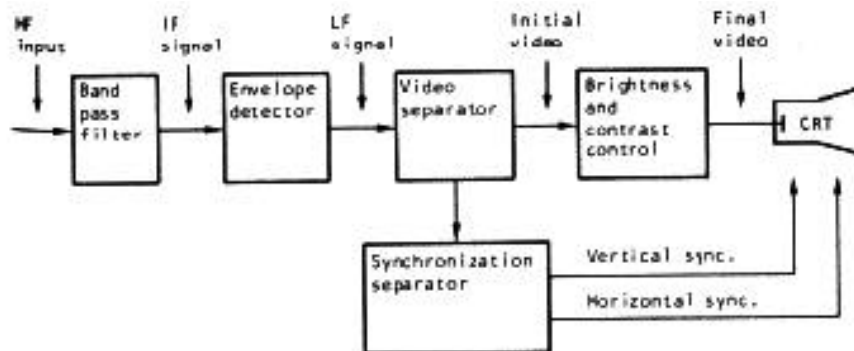 HF
input
IF
signal
LF
signal
Initial
video
Final
video
Band
pass
filter
Envelope
detector
Video
separator
Brightness
and
contrast
control
CRT
Synchronization
separator
Vertical sync.
Horizontal sync.